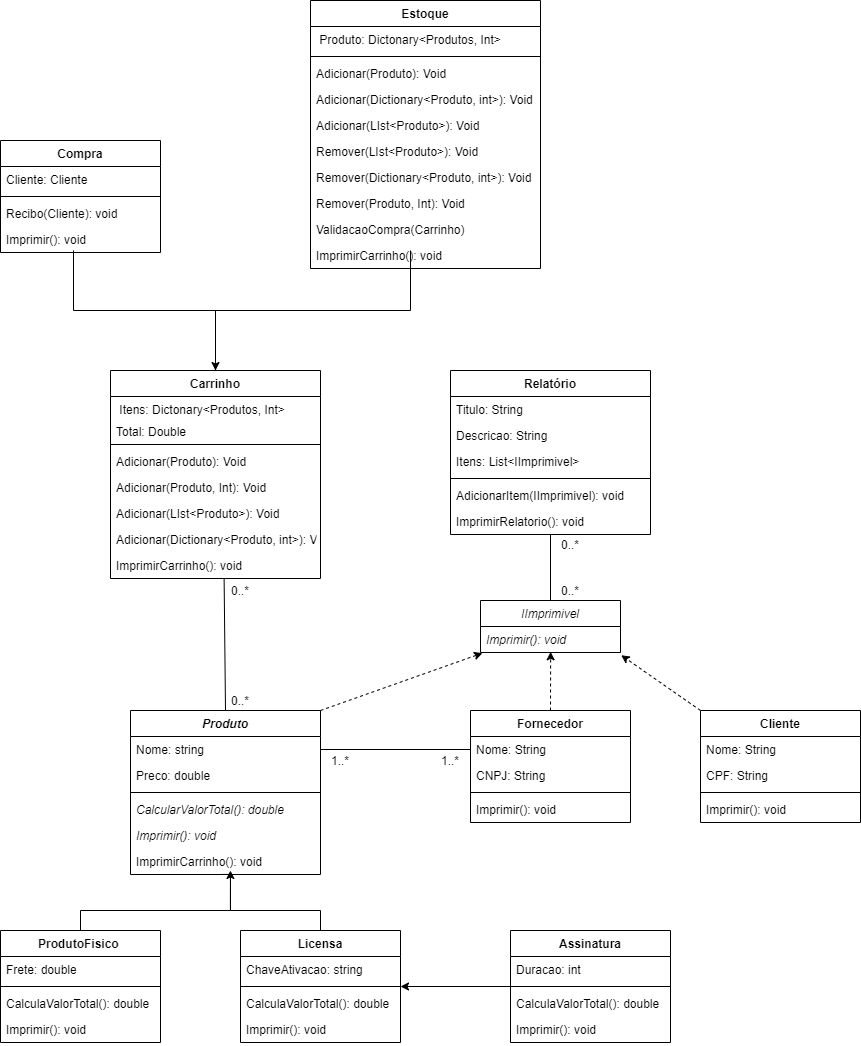 Estoque
Produto: Dictonary<Produtos, Int>
Adicionar(Produto): Void
Adicionar(Dictionary<Produto, int>): Void
Adicionar(LIst<Produto>): Void
Remover(LIst<Produto>): Void
Remover(Dictionary<Produto, int>): Void
Remover(Produto, Int): Void
ValidacaoCompra(Carrinho)
ImprimirCarrinho(): void
Compra
Cliente: Cliente
Recibo(Cliente): void
Imprimir(): void
Carrinho
Itens: Dictonary<Produtos, Int>
Total: Double
Adicionar(Produto): Void
Adicionar(Produto, Int): Void
Adicionar(LIst<Produto>): Void
Adicionar(Dictionary<Produto, int>): V
ImprimirCarrinho(): void
Relatório
Titulo: String
Descricao: String
Itens: List<IImprimivel>
AdicionarItem(IImprimivel): void
ImprimirRelatorio(): void
0..*
0..*
0..*
0..*
IImprimivel
Imprimir(): void
Produto
Nome: string
Preco: double
CalcularValorTotal(): double
Imprimir(): void
ImprimirCarrinho(): void
1..*
1..*
Fornecedor
Nome: String
CNPJ: String
Imprimir(): void
Cliente
Nome: String
CPF: String
Imprimir(): void
ProdutoFisico
Frete: double
CalculaValorTotal(): double
Imprimir(): void
Licensa
ChaveAtivacao: string
CalculaValorTotal(): double
Imprimir(): void
Assinatura
Duracao: int
CalculaValorTotal(): double
Imprimir(): void